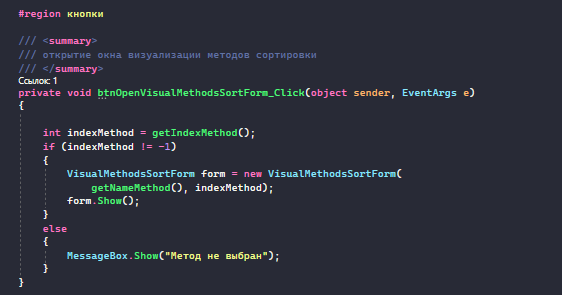 #region кнопки
/// <summary>
/// открытие окна визуализации методов сортировки
/// </summary>
Ссылок: 1
private void btnOpenVisualMethodsSortForm_Click(object sender, EventArgs e)
{
int indexMethod = getIndexMethod();
if (indexMethod != -1)
{
VisualMethodsSortForm form = new VisualMethodsSortForm(
getNameMethod(), indexMethod);
form.Show();
}
else
{
MessageBox.Show("Метод не выбран");
}
}